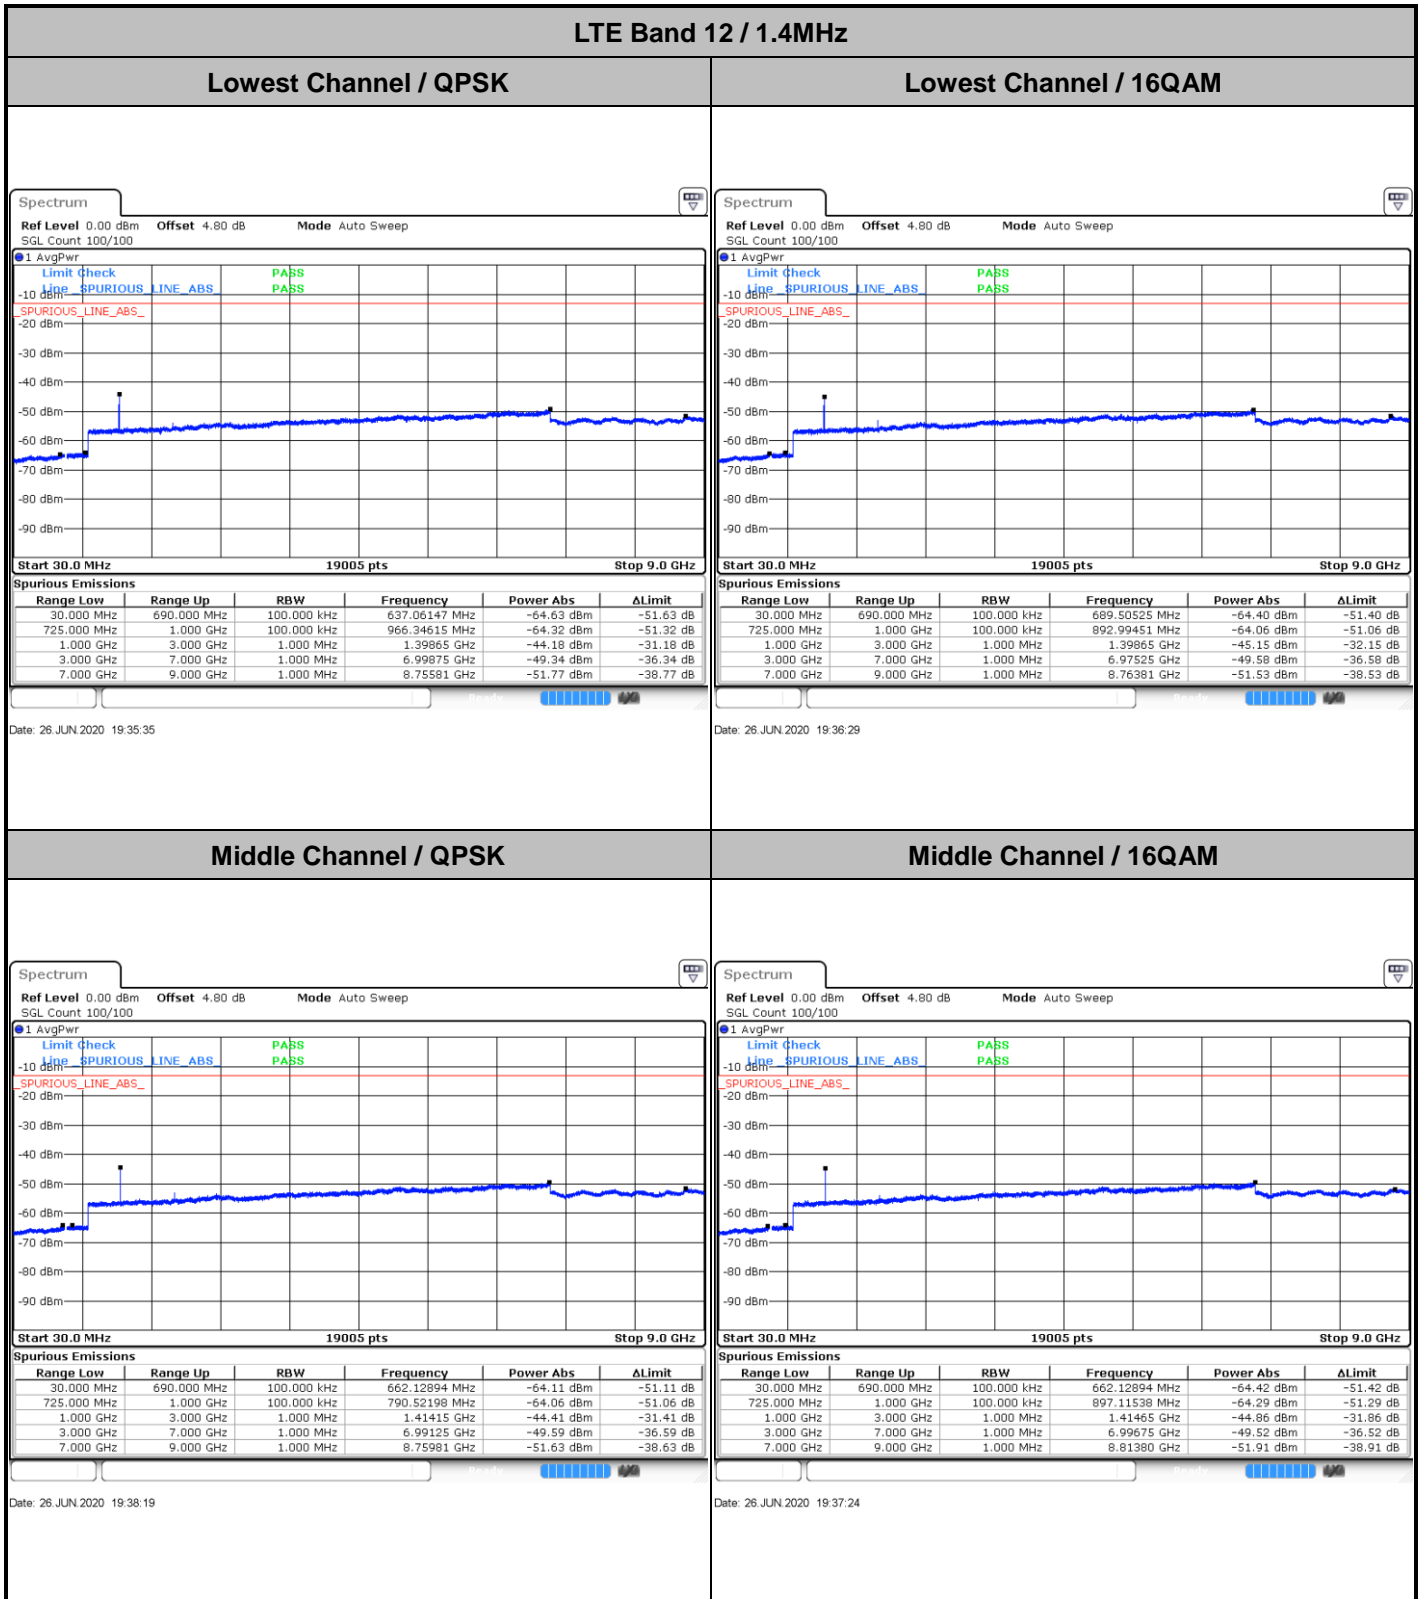 LTE Band 12 / 1.4MHz
Lowest Channel / QPSK
Lowest Channel / 16QAM
Spectrum
Ref Level 0.00 dBm Offset 4.80 dB Mode Auto Sweep
SGL Count 100/100
1 AvgPwr
Limit Check PASS
Line _SPURIOUS_LINE_ABS_ PASS
-10 dBm
_SPURIOUS_LINE_ABS_
-20 dBm
-30 dBm
-40 dBm
-50 dBm
-60 dBm
-70 dBm
-80 dBm
-90 dBm
Start 30.0 MHz 19005 pts Stop 9.0 GHz
Spurious Emissions
Range Low Range Up RBW Frequency Power Abs ΔLimit
30.000 MHz 690.000 MHz 100.000 kHz 637.06147 MHz -64.63 dBm -51.63 dB
725.000 MHz 1.000 GHz 100.000 kHz 966.34615 MHz -64.32 dBm -51.32 dB
1.000 GHz 3.000 GHz 1.000 MHz 1.39865 GHz -44.18 dBm -31.18 dB
3.000 GHz 7.000 GHz 1.000 MHz 6.99875 GHz -49.34 dBm -36.34 dB
7.000 GHz 9.000 GHz 1.000 MHz 8.75581 GHz -51.77 dBm -38.77 dB
Ready
Date: 26.JUN.2020 19:35:35
Spectrum
Ref Level 0.00 dBm Offset 4.80 dB Mode Auto Sweep
SGL Count 100/100
1 AvgPwr
Limit Check PASS
Line _SPURIOUS_LINE_ABS_ PASS
-10 dBm
_SPURIOUS_LINE_ABS_
-20 dBm
-30 dBm
-40 dBm
-50 dBm
-60 dBm
-70 dBm
-80 dBm
-90 dBm
Start 30.0 MHz 19005 pts Stop 9.0 GHz
Spurious Emissions
Range Low Range Up RBW Frequency Power Abs ΔLimit
30.000 MHz 690.000 MHz 100.000 kHz 689.50525 MHz -64.40 dBm -51.40 dB
725.000 MHz 1.000 GHz 100.000 kHz 892.99451 MHz -64.06 dBm -51.06 dB
1.000 GHz 3.000 GHz 1.000 MHz 1.39865 GHz -45.15 dBm -32.15 dB
3.000 GHz 7.000 GHz 1.000 MHz 6.97525 GHz -49.58 dBm -36.58 dB
7.000 GHz 9.000 GHz 1.000 MHz 8.76381 GHz -51.53 dBm -38.53 dB
Ready
Date: 26.JUN.2020 19:36:29
Middle Channel / QPSK
Middle Channel / 16QAM
Spectrum
Ref Level 0.00 dBm Offset 4.80 dB Mode Auto Sweep
SGL Count 100/100
1 AvgPwr
Limit Check PASS
Line _SPURIOUS_LINE_ABS_ PASS
-10 dBm
_SPURIOUS_LINE_ABS_
-20 dBm
-30 dBm
-40 dBm
-50 dBm
-60 dBm
-70 dBm
-80 dBm
-90 dBm
Start 30.0 MHz 19005 pts Stop 9.0 GHz
Spurious Emissions
Range Low Range Up RBW Frequency Power Abs ΔLimit
30.000 MHz 690.000 MHz 100.000 kHz 662.12894 MHz -64.11 dBm -51.11 dB
725.000 MHz 1.000 GHz 100.000 kHz 790.52198 MHz -64.06 dBm -51.06 dB
1.000 GHz 3.000 GHz 1.000 MHz 1.41415 GHz -44.41 dBm -31.41 dB
3.000 GHz 7.000 GHz 1.000 MHz 6.99125 GHz -49.59 dBm -36.59 dB
7.000 GHz 9.000 GHz 1.000 MHz 8.75981 GHz -51.63 dBm -38.63 dB
Ready
Date: 26.JUN.2020 19:38:19
Spectrum
Ref Level 0.00 dBm Offset 4.80 dB Mode Auto Sweep
SGL Count 100/100
1 AvgPwr
Limit Check PASS
Line _SPURIOUS_LINE_ABS_ PASS
-10 dBm
_SPURIOUS_LINE_ABS_
-20 dBm
-30 dBm
-40 dBm
-50 dBm
-60 dBm
-70 dBm
-80 dBm
-90 dBm
Start 30.0 MHz 19005 pts Stop 9.0 GHz
Spurious Emissions
Range Low Range Up RBW Frequency Power Abs ΔLimit
30.000 MHz 690.000 MHz 100.000 kHz 662.12894 MHz -64.42 dBm -51.42 dB
725.000 MHz 1.000 GHz 100.000 kHz 897.11538 MHz -64.29 dBm -51.29 dB
1.000 GHz 3.000 GHz 1.000 MHz 1.41465 GHz -44.86 dBm -31.86 dB
3.000 GHz 7.000 GHz 1.000 MHz 6.99675 GHz -49.52 dBm -36.52 dB
7.000 GHz 9.000 GHz 1.000 MHz 8.81380 GHz -51.91 dBm -38.91 dB
Ready
Date: 26.JUN.2020 19:37:24